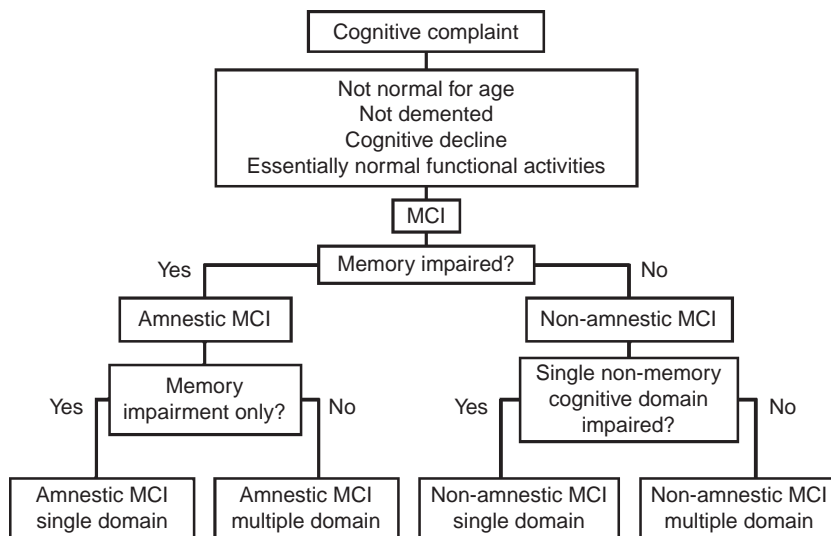 Cognitive complaint
Not normal for age
Not demented
Cognitive decline
Essentially normal functional activities
MCI
Yes
Memory impaired?
No
Amnestic MCI
Non-amnestic MCI
Yes
Memory
impairment only?
No
Yes
Single non-memory
cognitive domain
impaired?
No
Amnestic MCI
single domain
Amnestic MCI
multiple domain
Non-amnestic MCI
single domain
Non-amnestic MCI
multiple domain